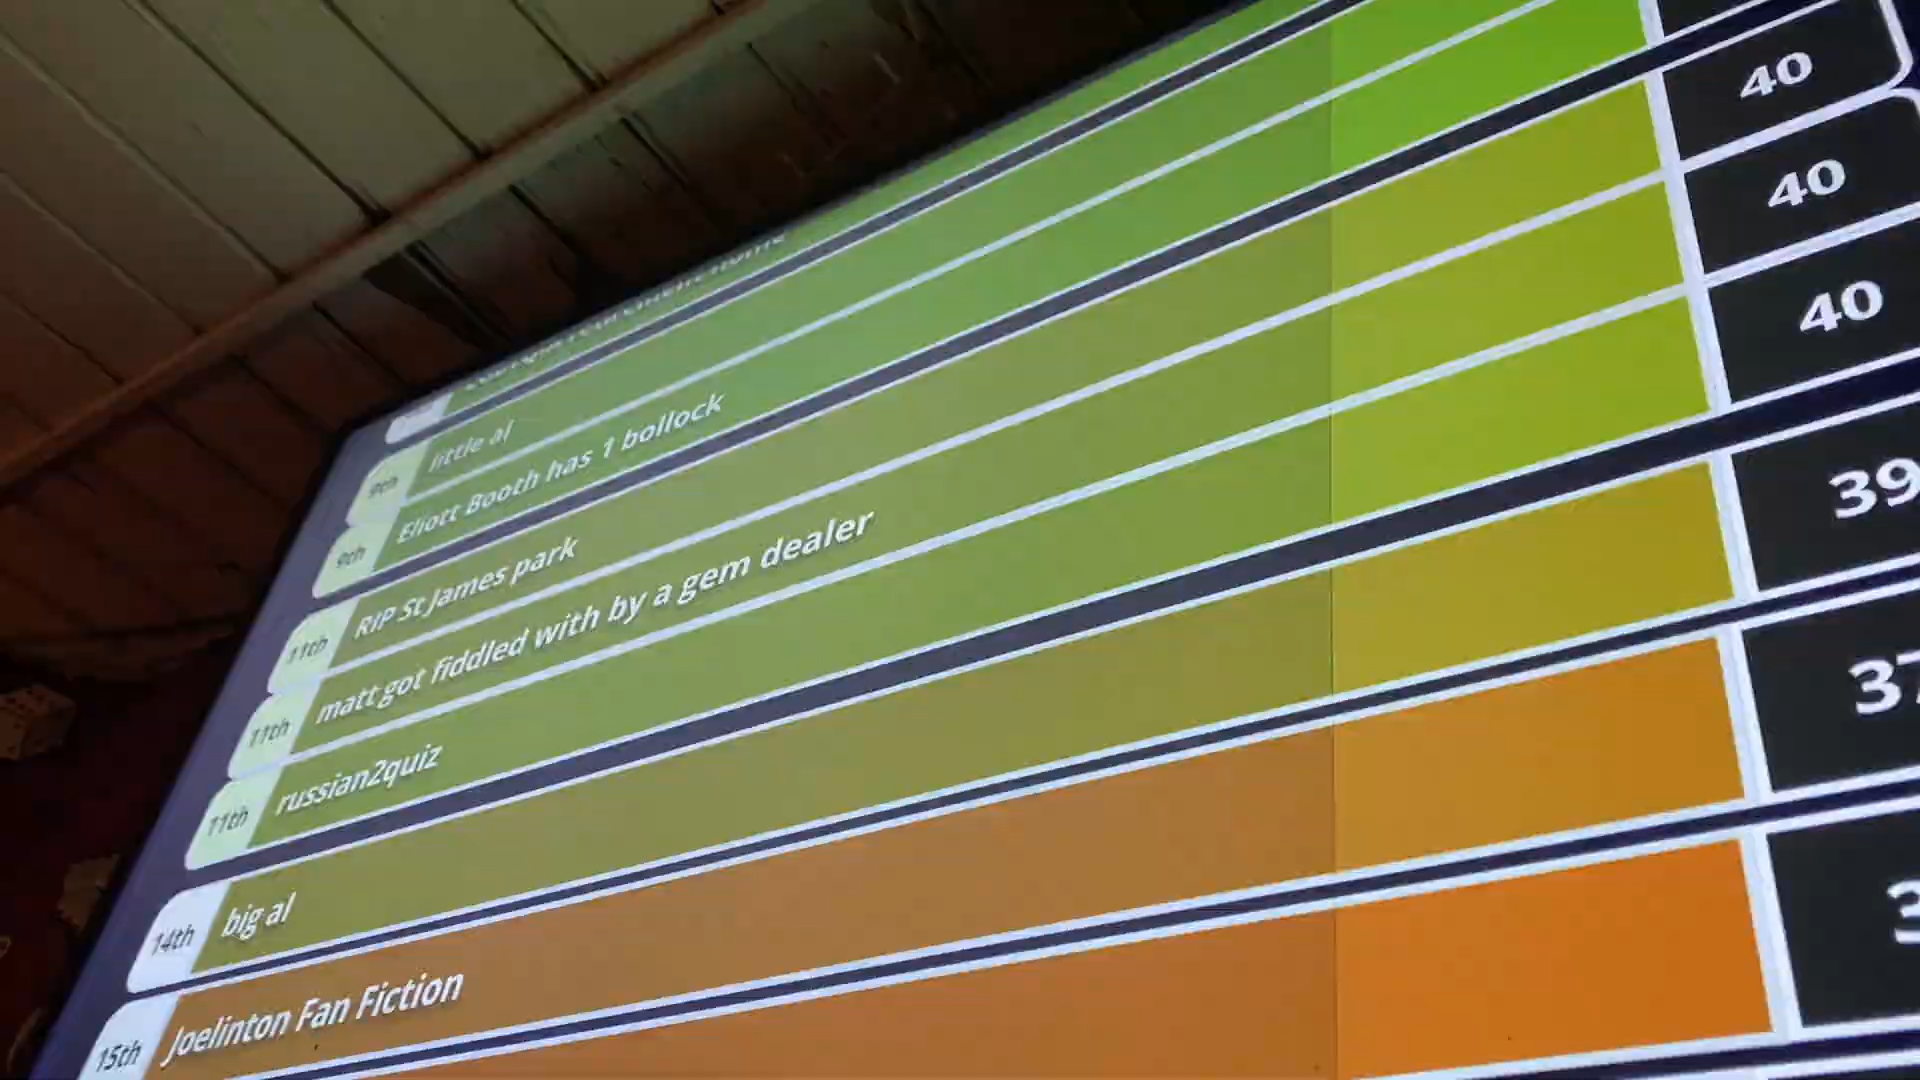 9th little al
9th Eliott Booth has 1 bollock
11th RIP St James park 40
11th matt got fiddled with by a gem dealer 40
11th russian2quiz 40
14th big al 39
15th Joelinton Fan Fiction 37